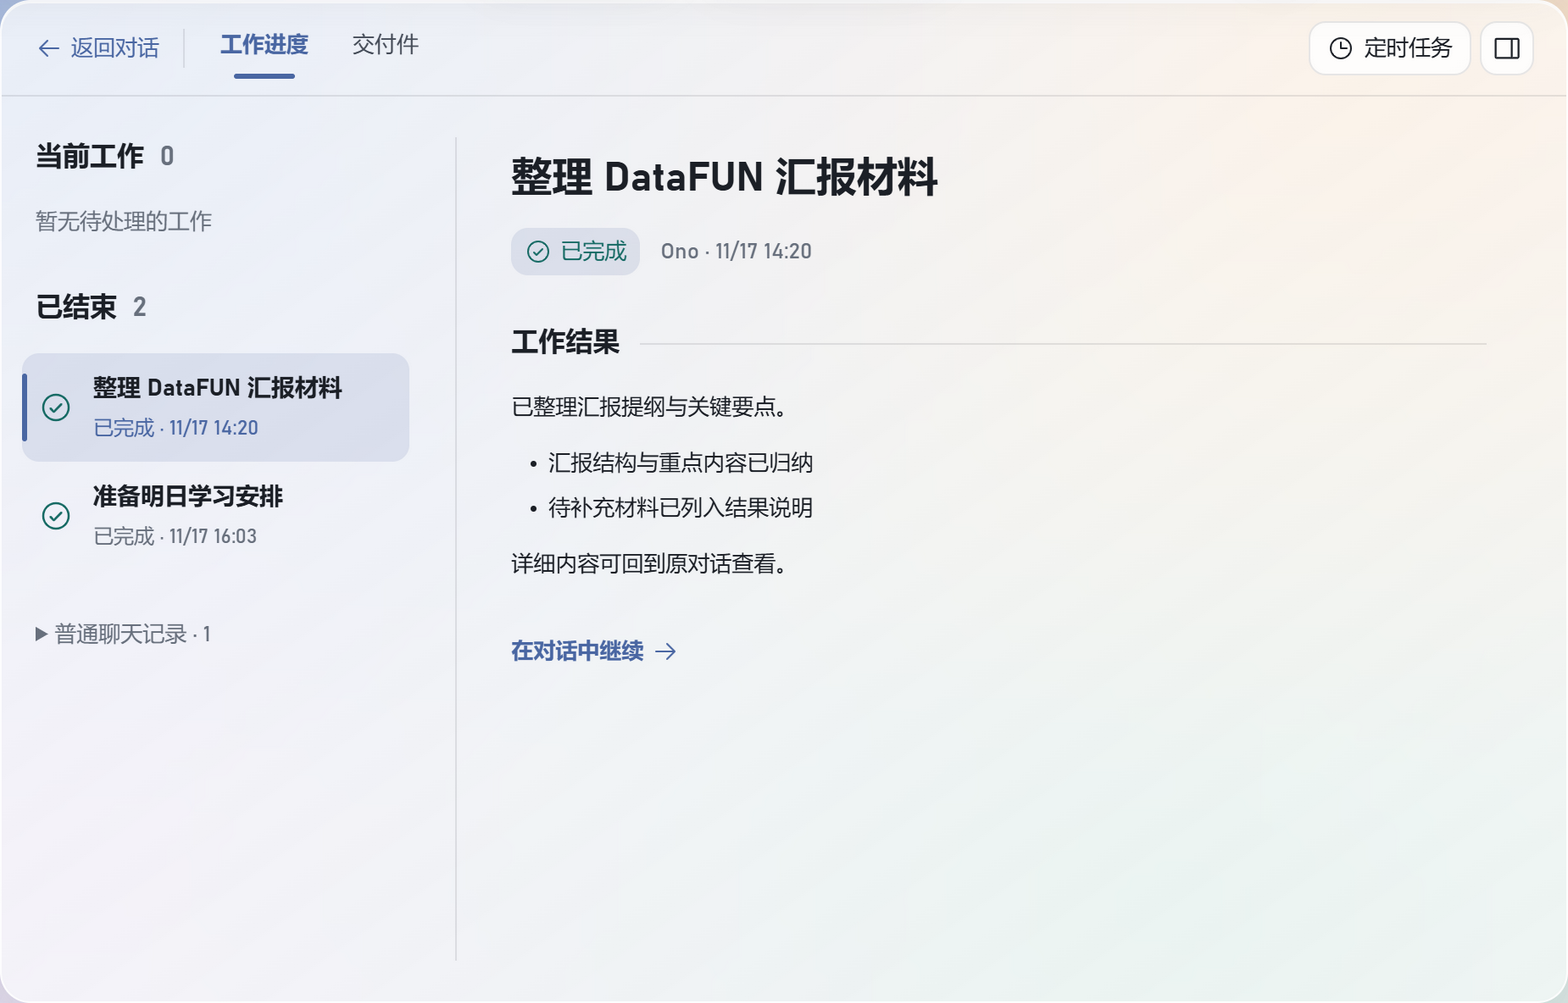 返回对话
工作进度
交付件
定时任务
当前工作 0
暂无待处理的工作
已结束 2
整理 DataFUN 汇报材料
已完成 · 11/17 14:20
准备明日学习安排
已完成 · 11/17 16:03
普通聊天记录 · 1
整理 DataFUN 汇报材料
已完成 Ono · 11/17 14:20
工作结果
已整理汇报提纲与关键要点。
• 汇报结构与重点内容已归纳
• 待补充材料已列入结果说明
详细内容可回到原对话查看。
在对话中继续